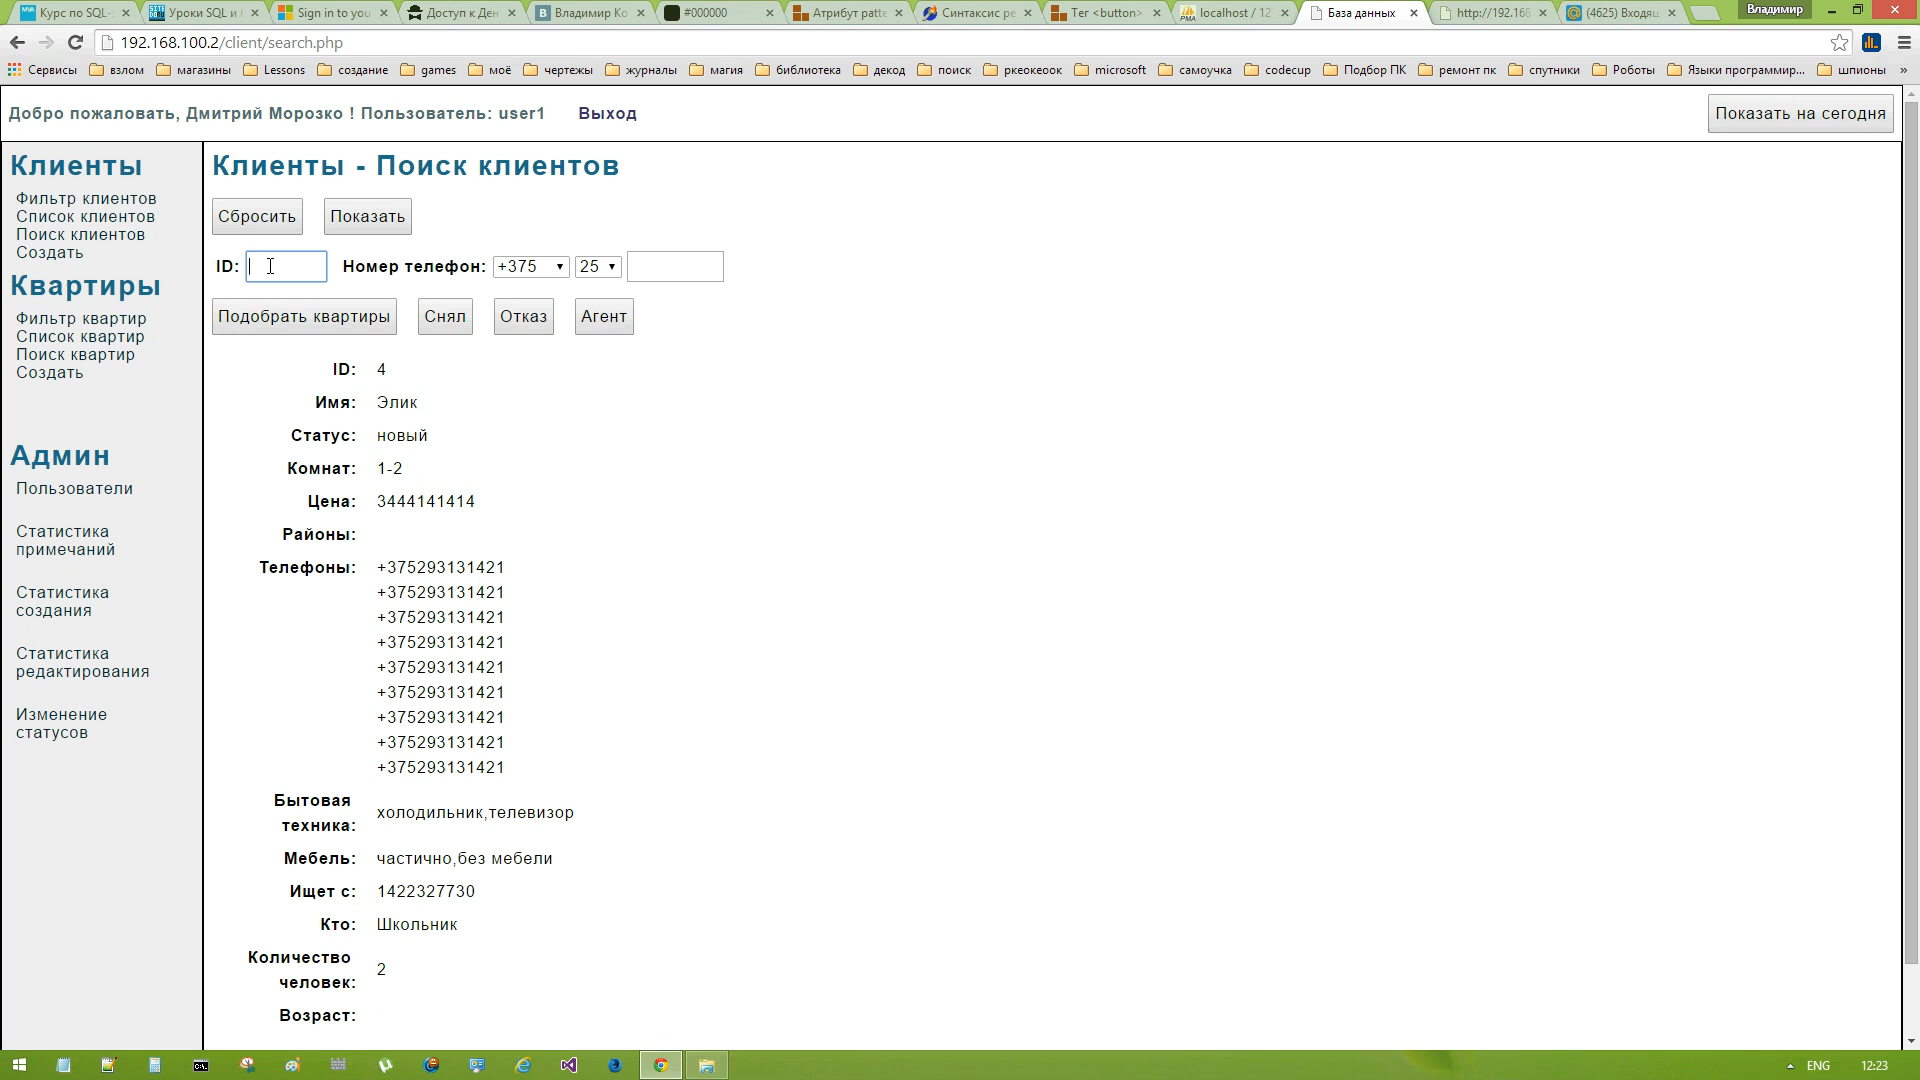 Курс по SQL-
Уроки SQL и
Sign in to you
Доступ к Ден
Владимир Ко
#000000
Атрибут patte
Синтаксис ре
Тег <button>
localhost / 12
База данных
http://192.168
(4625) Входящ
Владимир
192.168.100.2/client/search.php
Сервисы взлом магазины Lessons создание games моё чертежы журналы магия библиотека декод поиск ркеокеоок microsoft самоучка codecup Подбор ПК ремонт пк спутники Роботы Языки программир... шпионы »
Добро пожаловать, Дмитрий Морозко ! Пользователь: user1 Выход Показать на сегодня
Клиенты
Фильтр клиентов
Список клиентов
Поиск клиентов
Создать
Квартиры
Фильтр квартир
Список квартир
Поиск квартир
Создать
Админ
Пользователи
Статистика
примечаний
Статистика
создания
Статистика
редактирования
Изменение
статусов
Клиенты - Поиск клиентов
Сбросить Показать
ID: Номер телефон: +375 25
Подобрать квартиры Снял Отказ Агент
ID: 4
Имя: Элик
Статус: новый
Комнат: 1-2
Цена: 3444141414
Районы:
Телефоны: +375293131421
+375293131421
+375293131421
+375293131421
+375293131421
+375293131421
+375293131421
+375293131421
+375293131421
Бытовая
техника: холодильник,телевизор
Мебель: частично,без мебели
Ищет с: 1422327730
Кто: Школьник
Количество
человек: 2
Возраст:
ENG 12:23